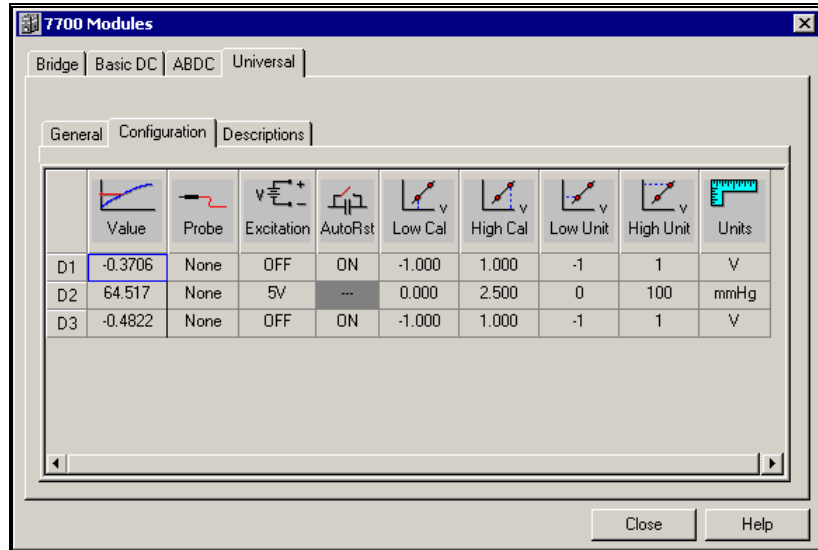 7700 Modules
Bridge Basic DC ABDC Universal
General Configuration Descriptions
Value Probe Excitation AutoRst Low Cal High Cal Low Unit High Unit Units
D1 -0.3706 None OFF ON -1.000 1.000 -1 1 V
D2 64.517 None 5V --- 0.000 2.500 0 100 mmHg
D3 -0.4822 None OFF ON -1.000 1.000 -1 1 V
Close Help